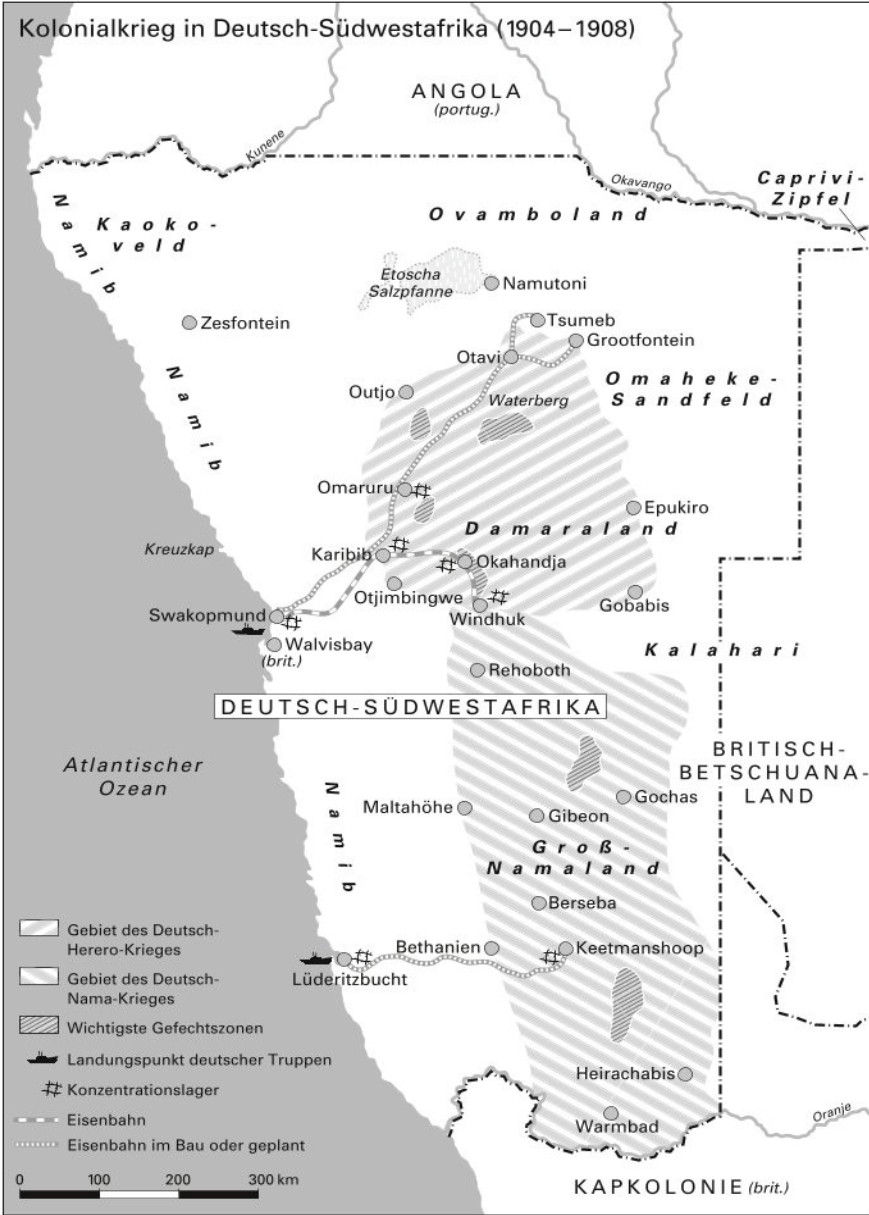 Kolonialkrieg in Deutsch-Südwestafrika (1904–1908)
ANGOLA
(portug.)
Kunene
Okavango
Caprivi-
Zipfel
Ovamboland
Kaoko-
veld
Namib
Etoscha
Salzpfanne
Namutoni
Zesfontein
Tsumeb
Grootfontein
Otavi
Namib
Outjo
Waterberg
Omaheke-
Sandfeld
Omaruru
Epukiro
Damaraland
Kreuzkap
Karibib
Okahandja
Otjimbingwe
Gobabis
Swakopmund
Windhuk
Walvisbay
(brit.)
Kalahari
Rehoboth
DEUTSCH-SÜDWESTAFRIKA
BRITISCH-
BETSCHUANA-
LAND
Atlantischer
Ozean
Namib
Maltahöhe
Gochas
Gibeon
Groß-
Namaland
Berseba
Bethanien
Keetmanshoop
Lüderitzbucht
Heirachabis
Warmbad
Oranje
KAPKOLONIE (brit.)
Gebiet des Deutsch-
Herero-Krieges
Gebiet des Deutsch-
Nama-Krieges
Wichtigste Gefechtszonen
Landungspunkt deutscher Truppen
Konzentrationslager
Eisenbahn
Eisenbahn im Bau oder geplant
0 100 200 300 km